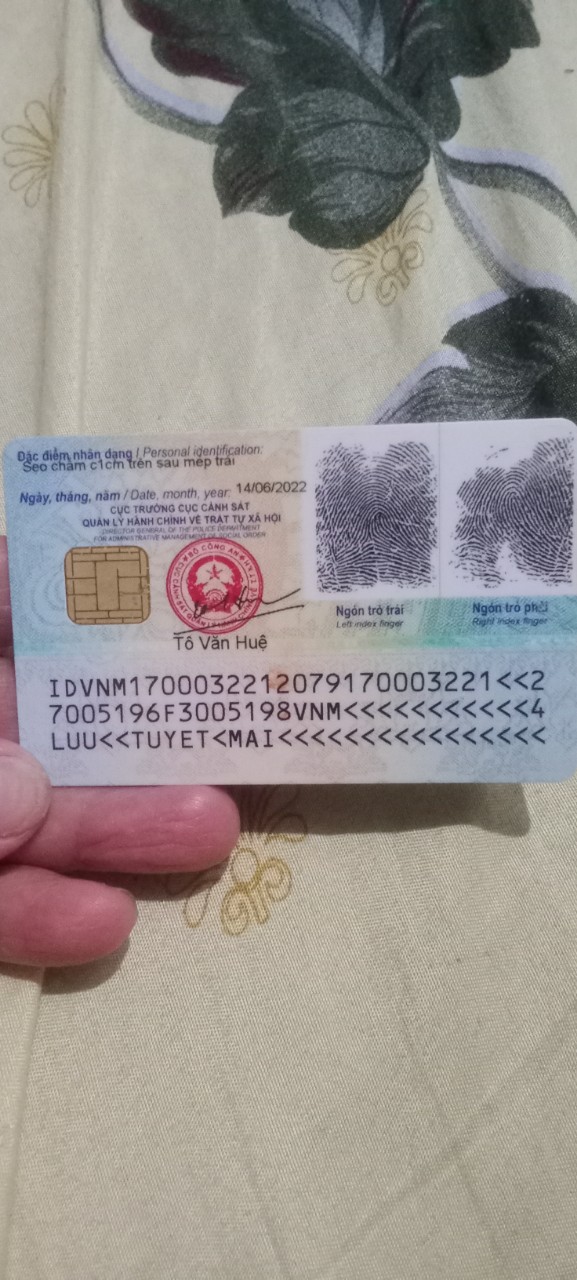 Đặc điểm nhân dạng / Personal identification:
Sẹo chấm c1cm trên sau mép trái
Ngày, tháng, năm / Date, month, year: 14/06/2022
CỤC TRƯỞNG CỤC CẢNH SÁT
QUẢN LÝ HÀNH CHÍNH VỀ TRẬT TỰ XÃ HỘI
DIRECTOR GENERAL OF THE POLICE DEPARTMENT
FOR ADMINISTRATIVE MANAGEMENT OF SOCIAL ORDER
BỘ CÔNG AN
Tô Văn Huệ
Ngón trỏ trái
Left index finger
Ngón trỏ phải
Right index finger
IDVNM1700032212079170003221<<2
7005196F3005198VNM<<<<<<<<<<<4
LUU<<TUYET<MAI<<<<<<<<<<<<<<<<